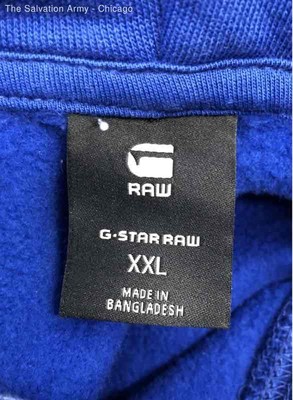 The Salvation Army - Chicago
G
RAW
G-STAR RAW
XXL
MADE IN
BANGLADESH